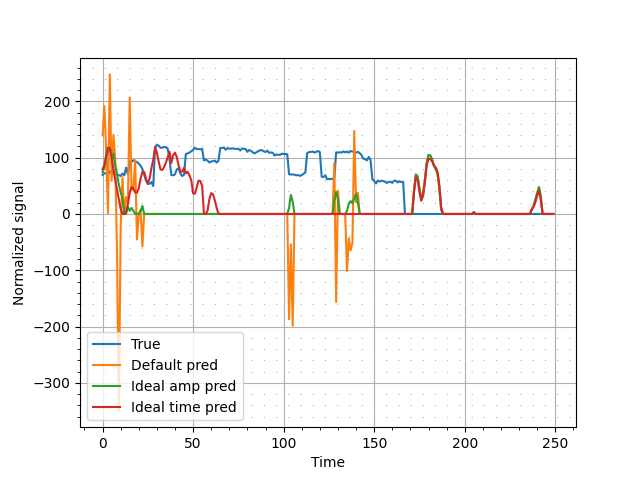 Normalized signal
200
100
0
−100
−200
−300
True
Default pred
Ideal amp pred
Ideal time pred
0 50 100 150 200 250
Time